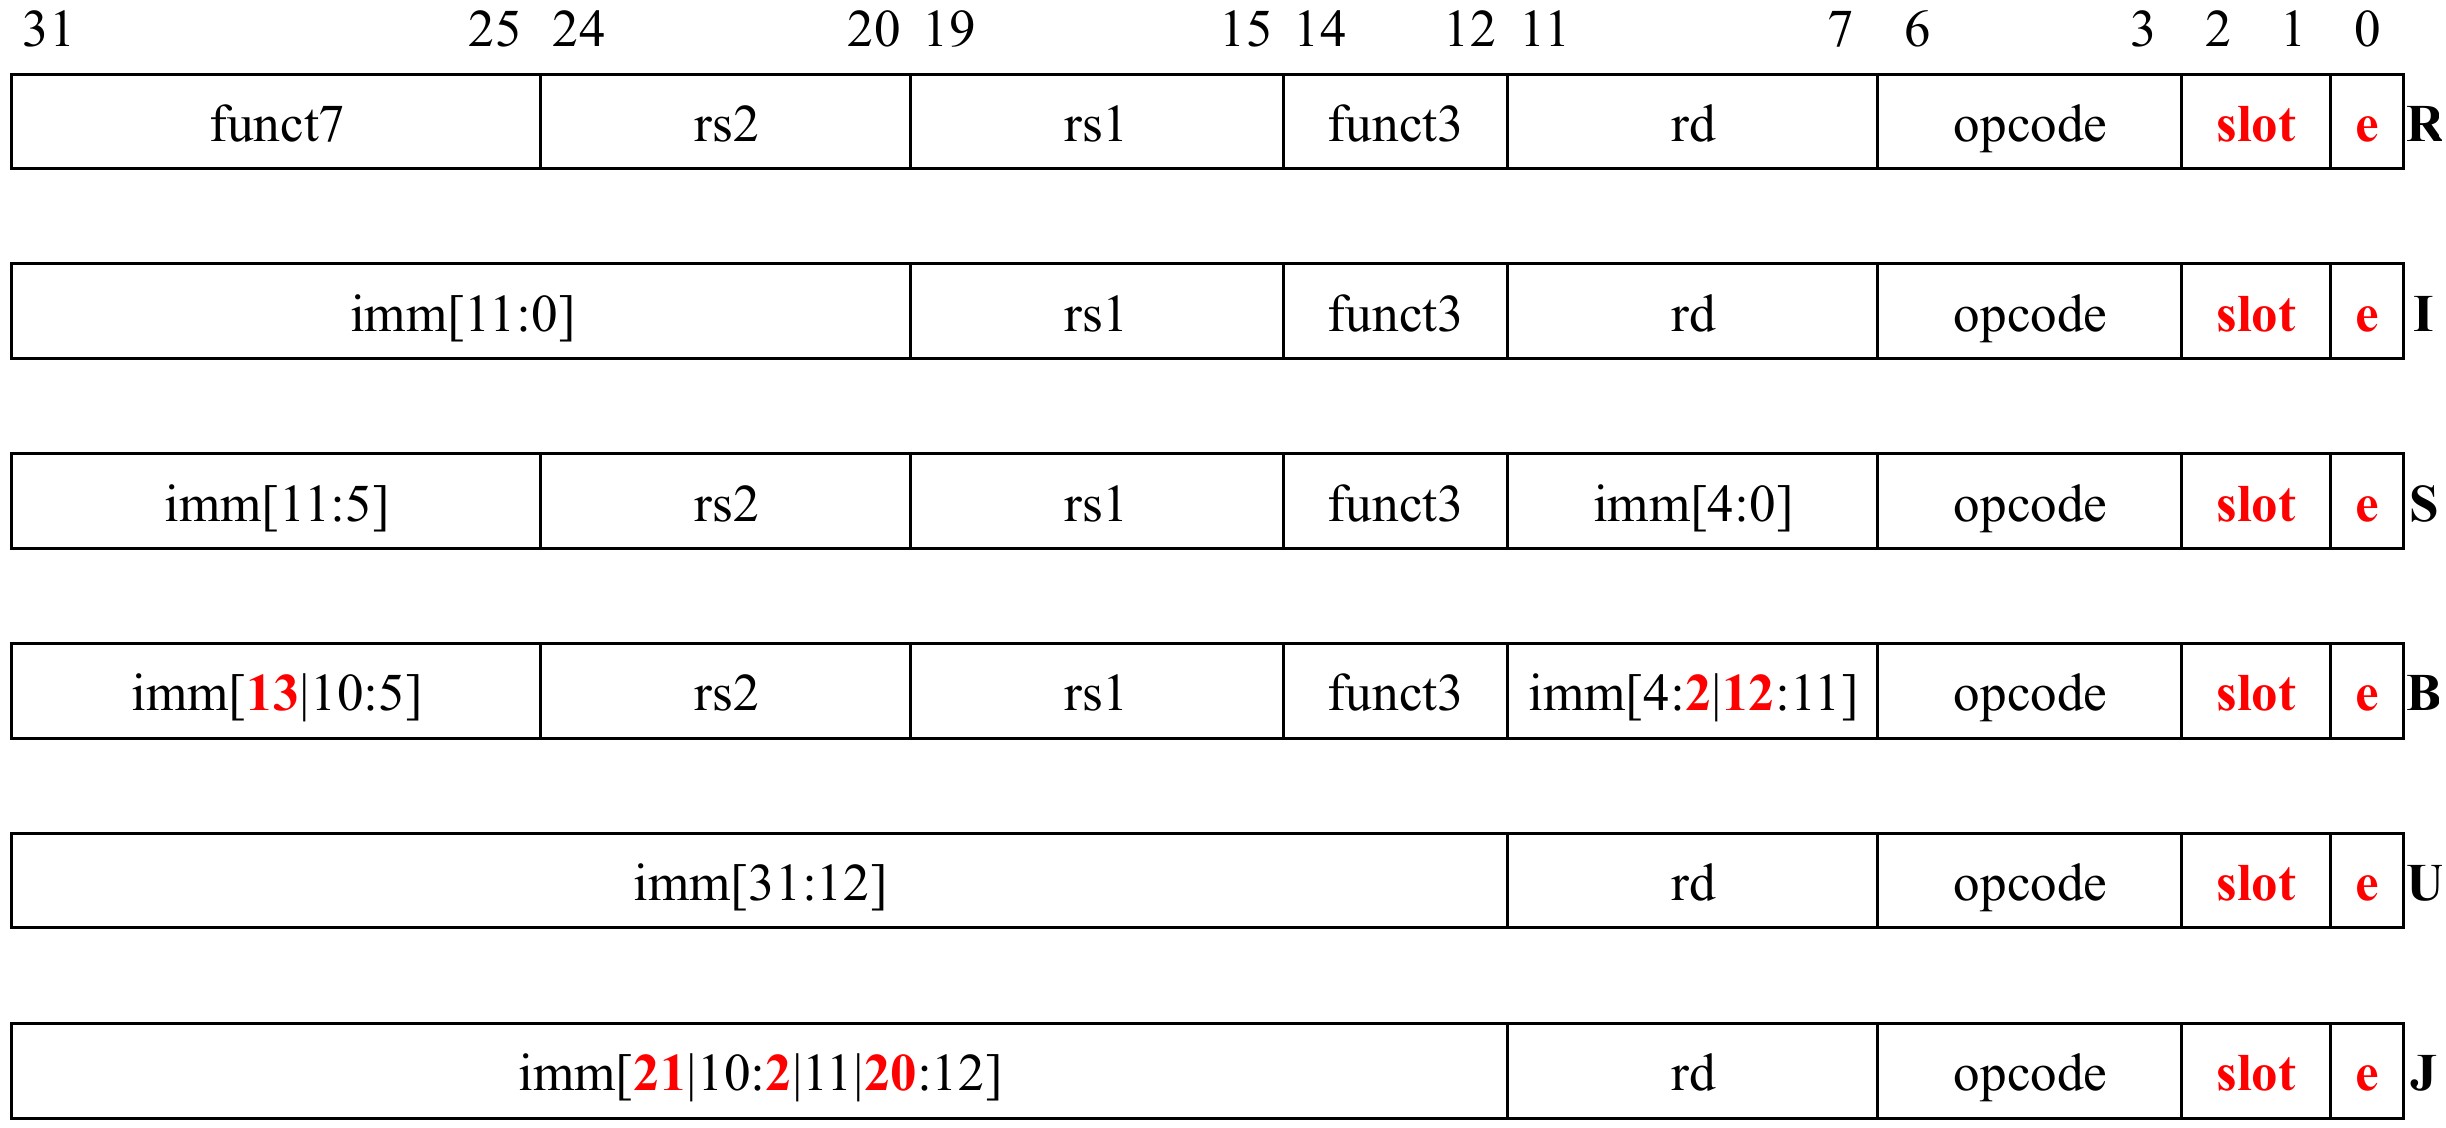 31 25 24 20 19 15 14 12 11 7 6 3 2 1 0
funct7 rs2 rs1 funct3 rd opcode slot e R
imm[11:0] rs1 funct3 rd opcode slot e I
imm[11:5] rs2 rs1 funct3 imm[4:0] opcode slot e S
imm[13|10:5] rs2 rs1 funct3 imm[4:2|12:11] opcode slot e B
imm[31:12] rd opcode slot e U
imm[21|10:2|11|20:12] rd opcode slot e J